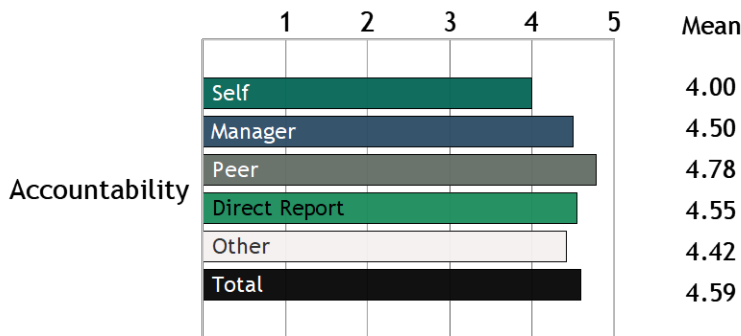 1 2 3 4 5 Mean
Self 4.00
Manager 4.50
Peer 4.78
Accountability
Direct Report 4.55
Other 4.42
Total 4.59